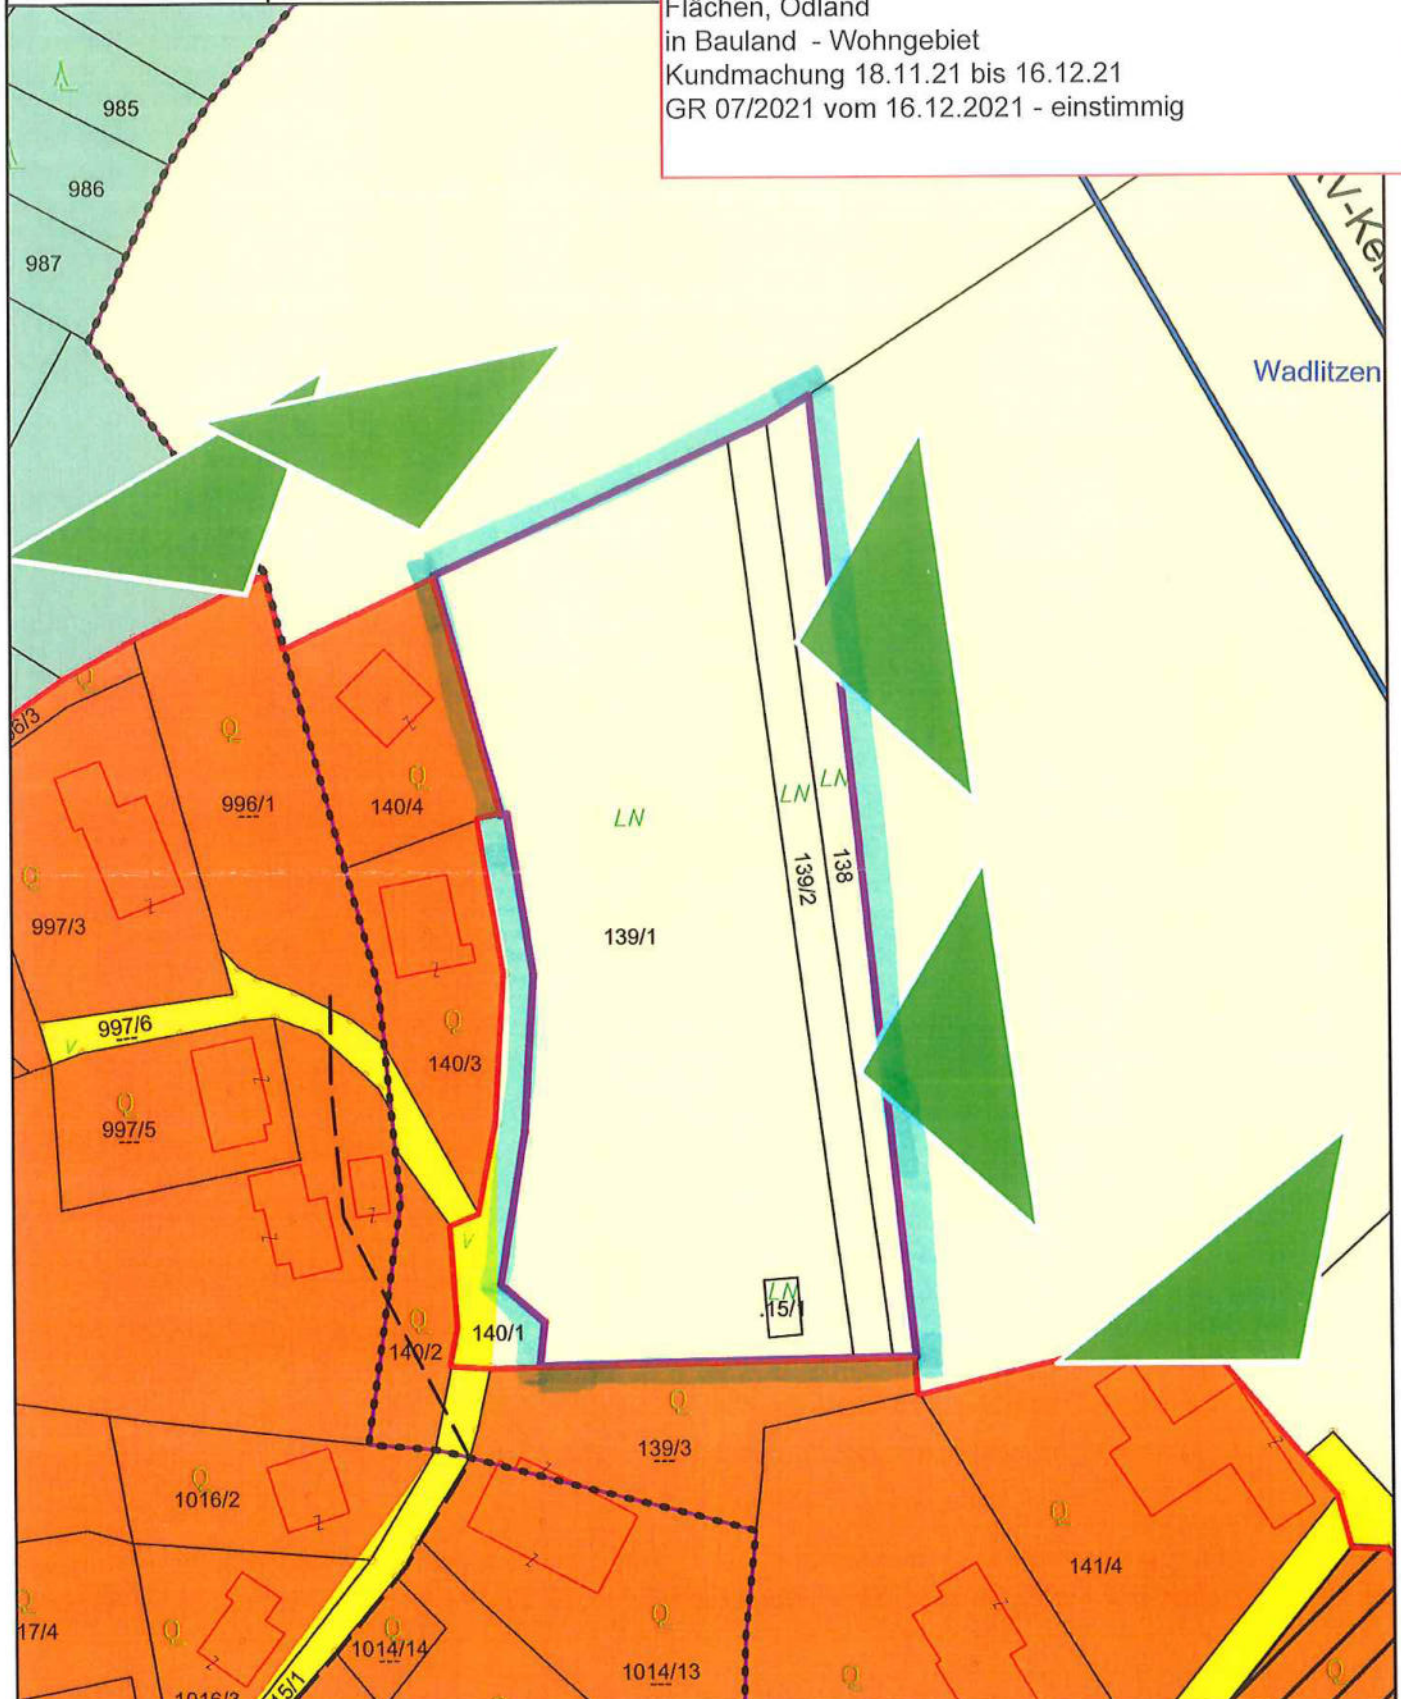 Flächen, Ödland
in Bauland - Wohngebiet
Kundmachung 18.11.21 bis 16.12.21
GR 07/2021 vom 16.12.2021 - einstimmig
985
986
987
Wadlitzen
996/1
140/4
LN
LN
LN
139/2
138
997/3
139/1
997/6
140/3
997/5
LN
.15/1
140/1
140/2
139/3
1016/2
141/4
17/4
1014/14
1014/13
15/1